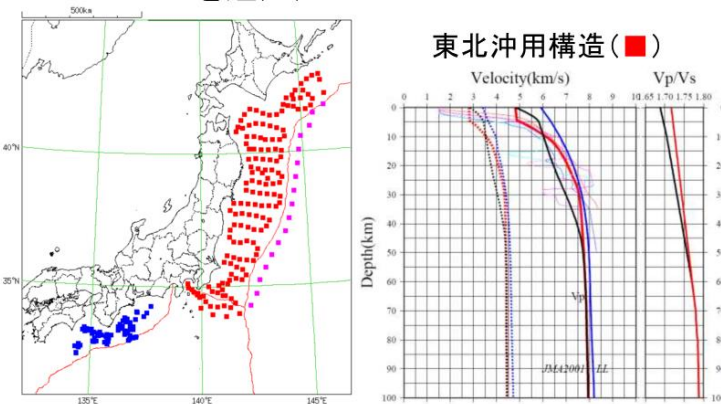 500km
東北沖用構造(■)
Velocity(km/s)
Vp/Vs
0 1 2 3 4 5 6 7 8 9 10
1.65 1.70 1.75 1.80
0
10
20
30
40
50
60
70
80
90
100
Depth(km)
Vp
JMA2001
LL
40°N
35°N
135°E
140°E
145°E